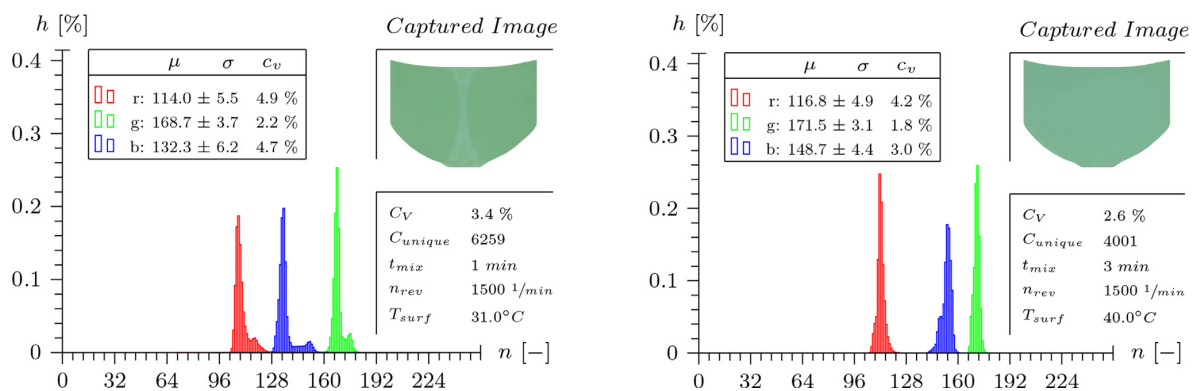 h [%]
Captured Image
0.4
0.3
0.2
0.1
0
μ σ c_v
r: 114.0 ± 5.5 4.9 %
g: 168.7 ± 3.7 2.2 %
b: 132.3 ± 6.2 4.7 %
C_V 3.4 %
C_unique 6259
t_mix 1 min
n_rev 1500 1/min
T_surf 31.0°C
n [−]
0 32 64 96 128 160 192 224
h [%]
Captured Image
0.4
0.3
0.2
0.1
0
μ σ c_v
r: 116.8 ± 4.9 4.2 %
g: 171.5 ± 3.1 1.8 %
b: 148.7 ± 4.4 3.0 %
C_V 2.6 %
C_unique 4001
t_mix 3 min
n_rev 1500 1/min
T_surf 40.0°C
n [−]
0 32 64 96 128 160 192 224